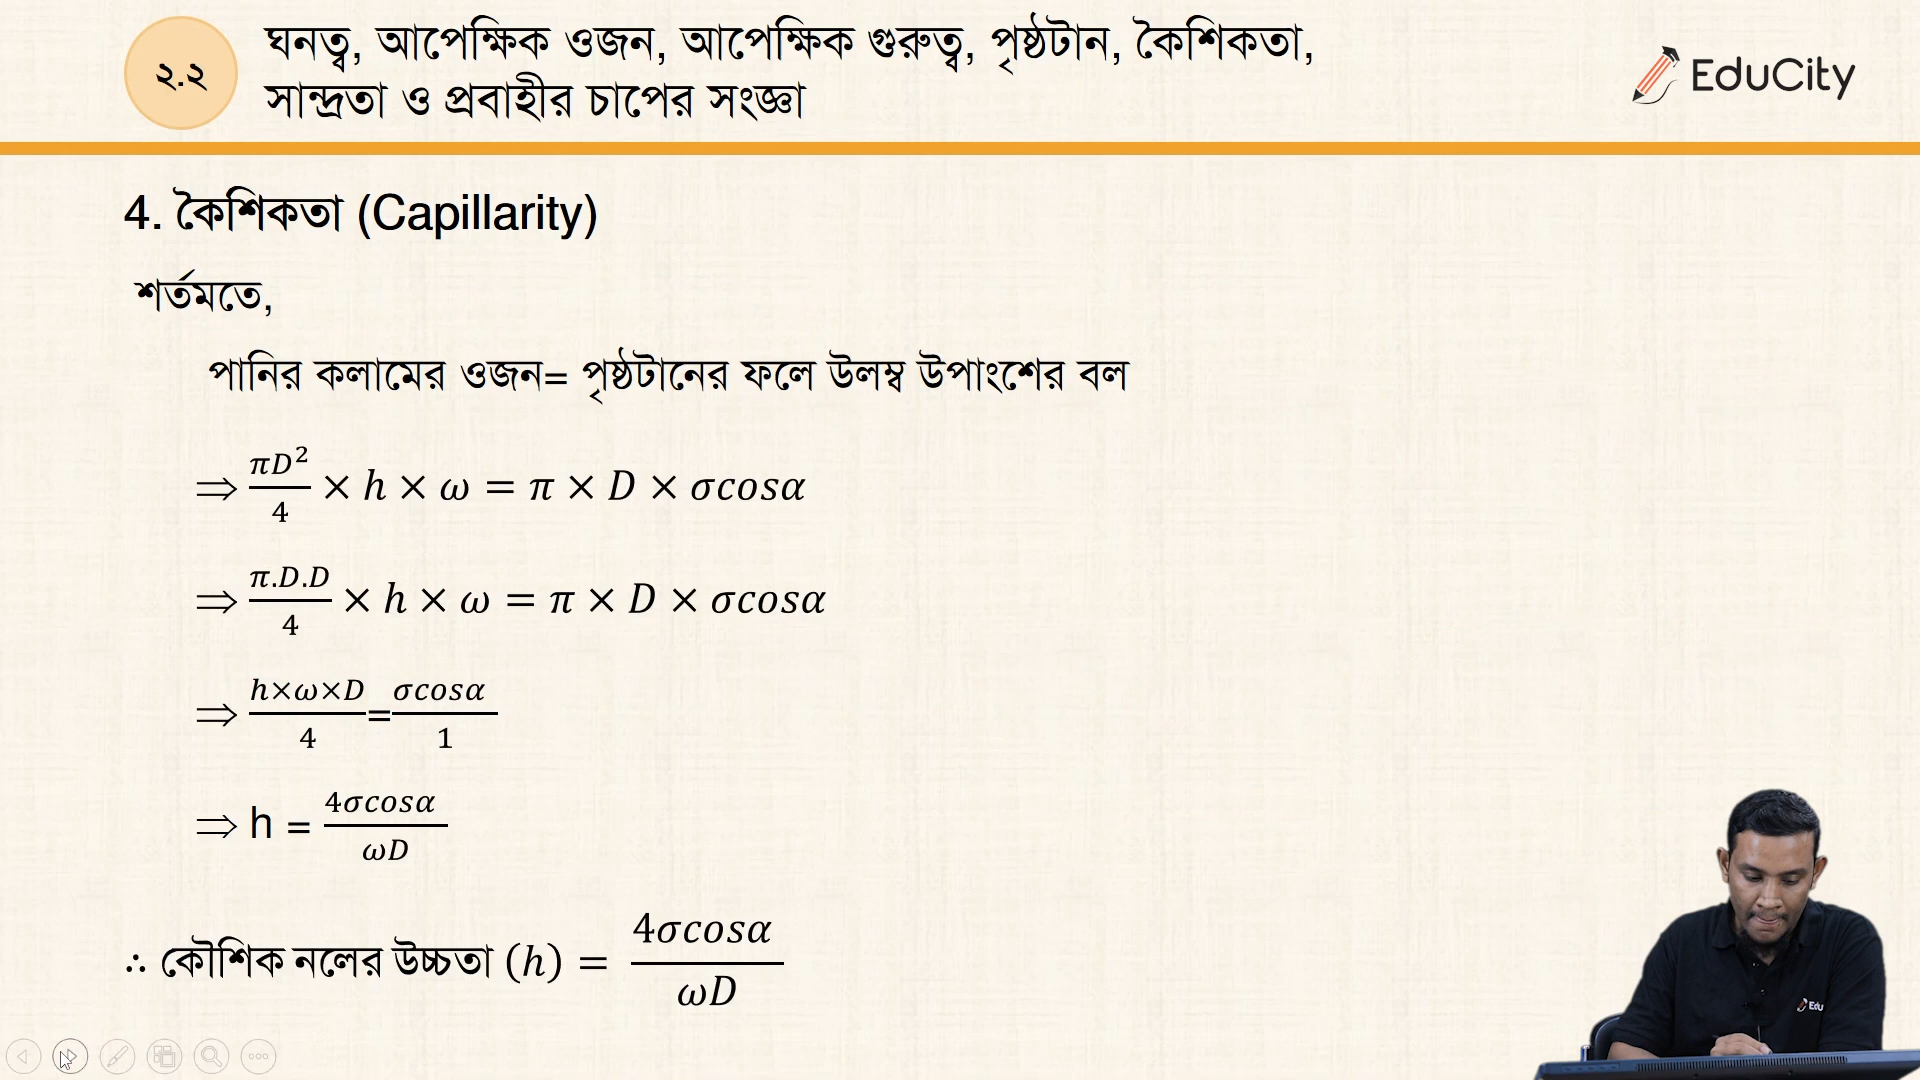 ২.২
ঘনত্ব, আপেক্ষিক ওজন, আপেক্ষিক গুরুত্ব, পৃষ্ঠটান, কৈশিকতা,
সান্দ্রতা ও প্রবাহীর চাপের সংজ্ঞা
EduCity
4. কৈশিকতা (Capillarity)
শর্তমতে,
পানির কলামের ওজন= পৃষ্ঠটানের ফলে উলম্ব উপাংশের বল
⇒ πD²/4 × h × ω = π × D × σcosα
⇒ π.D.D/4 × h × ω = π × D × σcosα
⇒ h×ω×D/4 = σcosα/1
⇒ h = 4σcosα/ωD
∴ কৌশিক নলের উচ্চতা (h) = 4σcosα/ωD
Edu